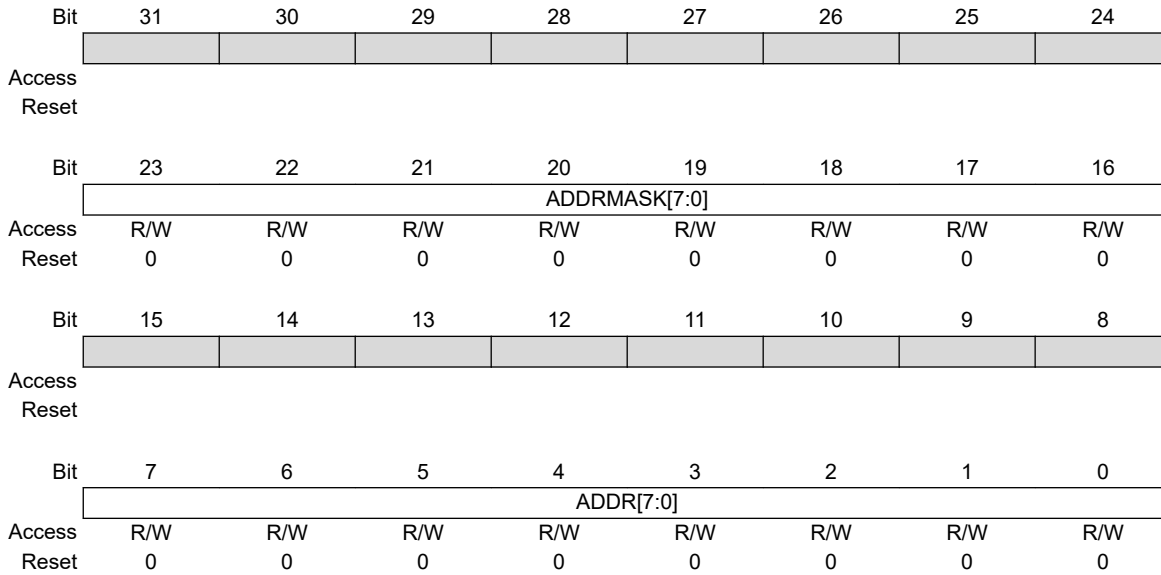 Bit 31 30 29 28 27 26 25 24
Access
Reset
Bit 23 22 21 20 19 18 17 16
ADDRMASK[7:0]
Access R/W R/W R/W R/W R/W R/W R/W R/W
Reset 0 0 0 0 0 0 0 0
Bit 15 14 13 12 11 10 9 8
Access
Reset
Bit 7 6 5 4 3 2 1 0
ADDR[7:0]
Access R/W R/W R/W R/W R/W R/W R/W R/W
Reset 0 0 0 0 0 0 0 0